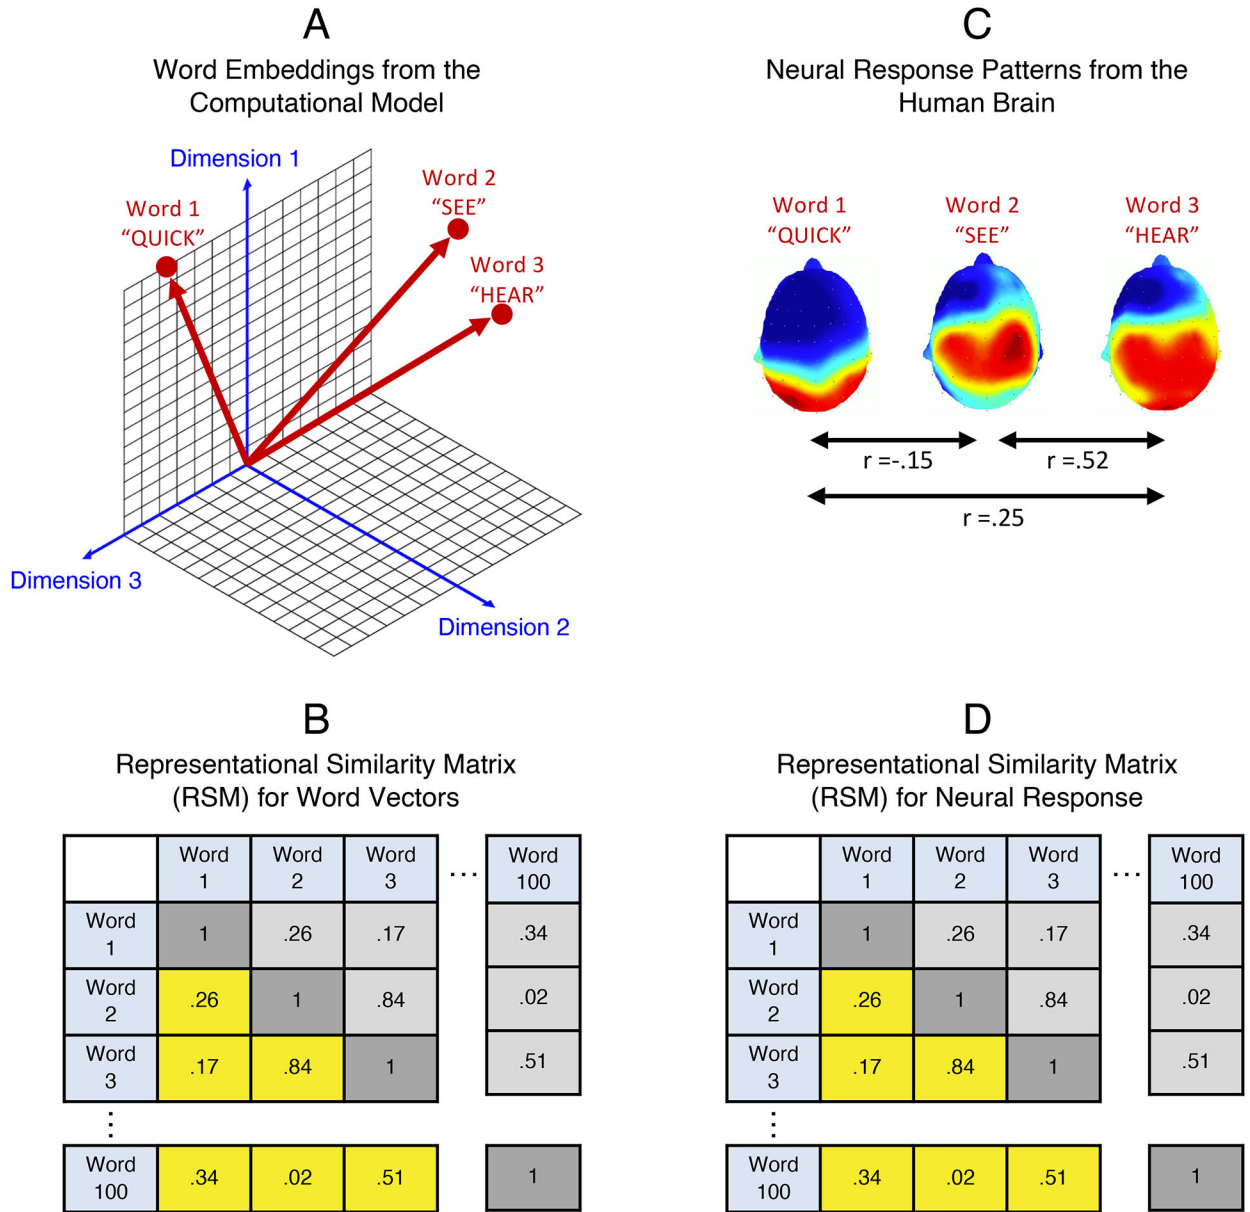 A
Word Embeddings from the
Computational Model
Dimension 1
Word 1
“QUICK”
Word 2
“SEE”
Word 3
“HEAR”
Dimension 3
Dimension 2
C
Neural Response Patterns from the
Human Brain
Word 1
“QUICK”
Word 2
“SEE”
Word 3
“HEAR”
r =-.15
r =.52
r =.25
B
Representational Similarity Matrix
(RSM) for Word Vectors
Word
1
Word
2
Word
3
...
Word
100
Word
1
1
.26
.17
.34
Word
2
.26
1
.84
.02
Word
3
.17
.84
1
.51
...
Word
100
.34
.02
.51
1
D
Representational Similarity Matrix
(RSM) for Neural Response
Word
1
Word
2
Word
3
...
Word
100
Word
1
1
.26
.17
.34
Word
2
.26
1
.84
.02
Word
3
.17
.84
1
.51
...
Word
100
.34
.02
.51
1